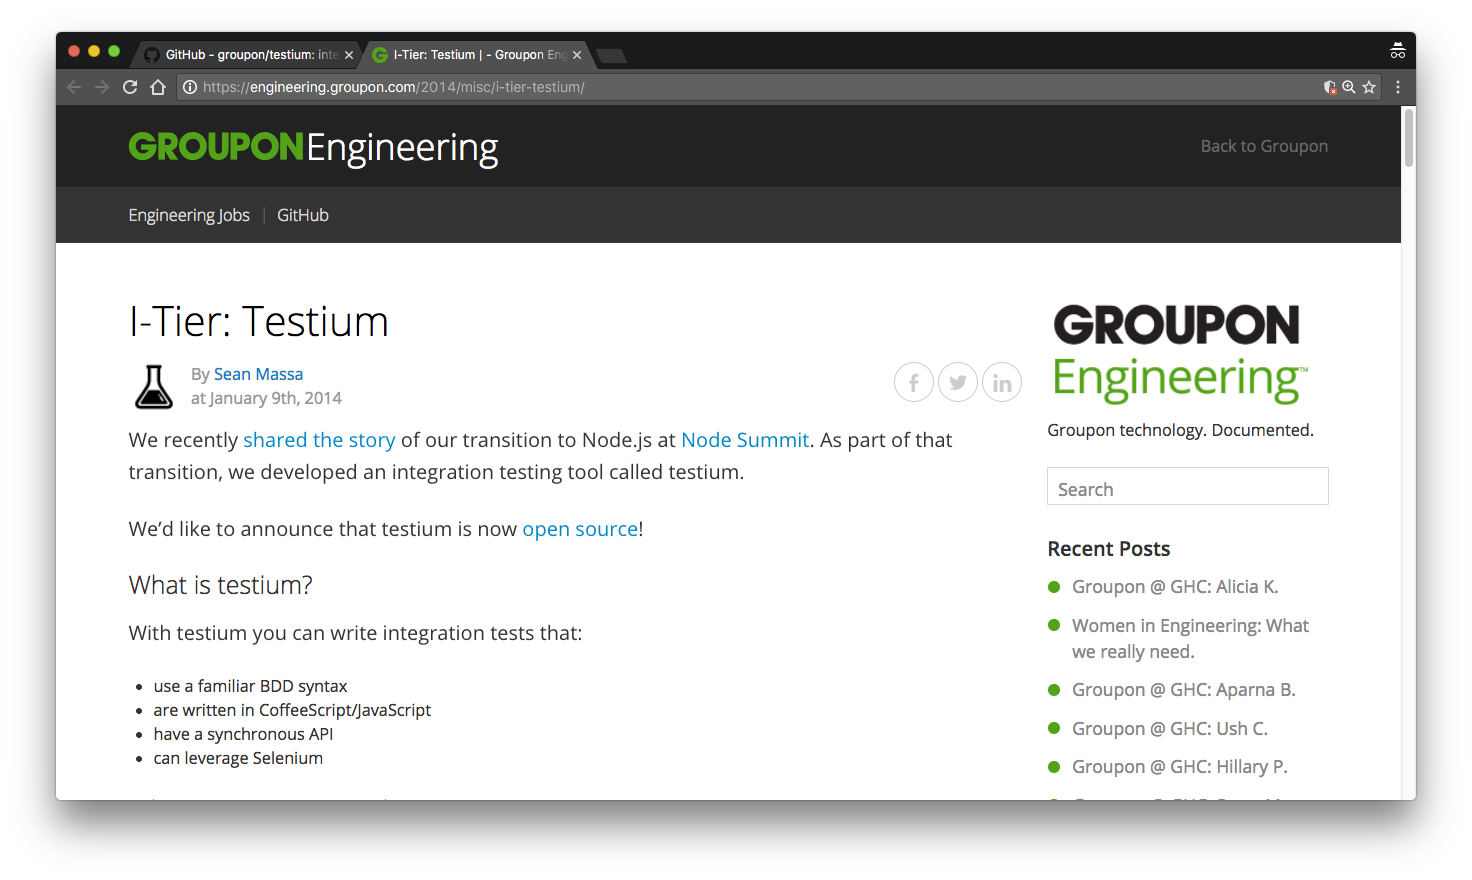 GitHub - groupon/testium: inte
I-Tier: Testium | - Groupon Eng
https://engineering.groupon.com/2014/misc/i-tier-testium/
GROUPON Engineering
Back to Groupon
Engineering Jobs | GitHub
I-Tier: Testium
By Sean Massa
at January 9th, 2014
We recently shared the story of our transition to Node.js at Node Summit. As part of that
transition, we developed an integration testing tool called testium.
We’d like to announce that testium is now open source!
What is testium?
With testium you can write integration tests that:
• use a familiar BDD syntax
• are written in CoffeeScript/JavaScript
• have a synchronous API
• can leverage Selenium
GROUPON
Engineering™
Groupon technology. Documented.
Search
Recent Posts
Groupon @ GHC: Alicia K.
Women in Engineering: What
we really need.
Groupon @ GHC: Aparna B.
Groupon @ GHC: Ush C.
Groupon @ GHC: Hillary P.